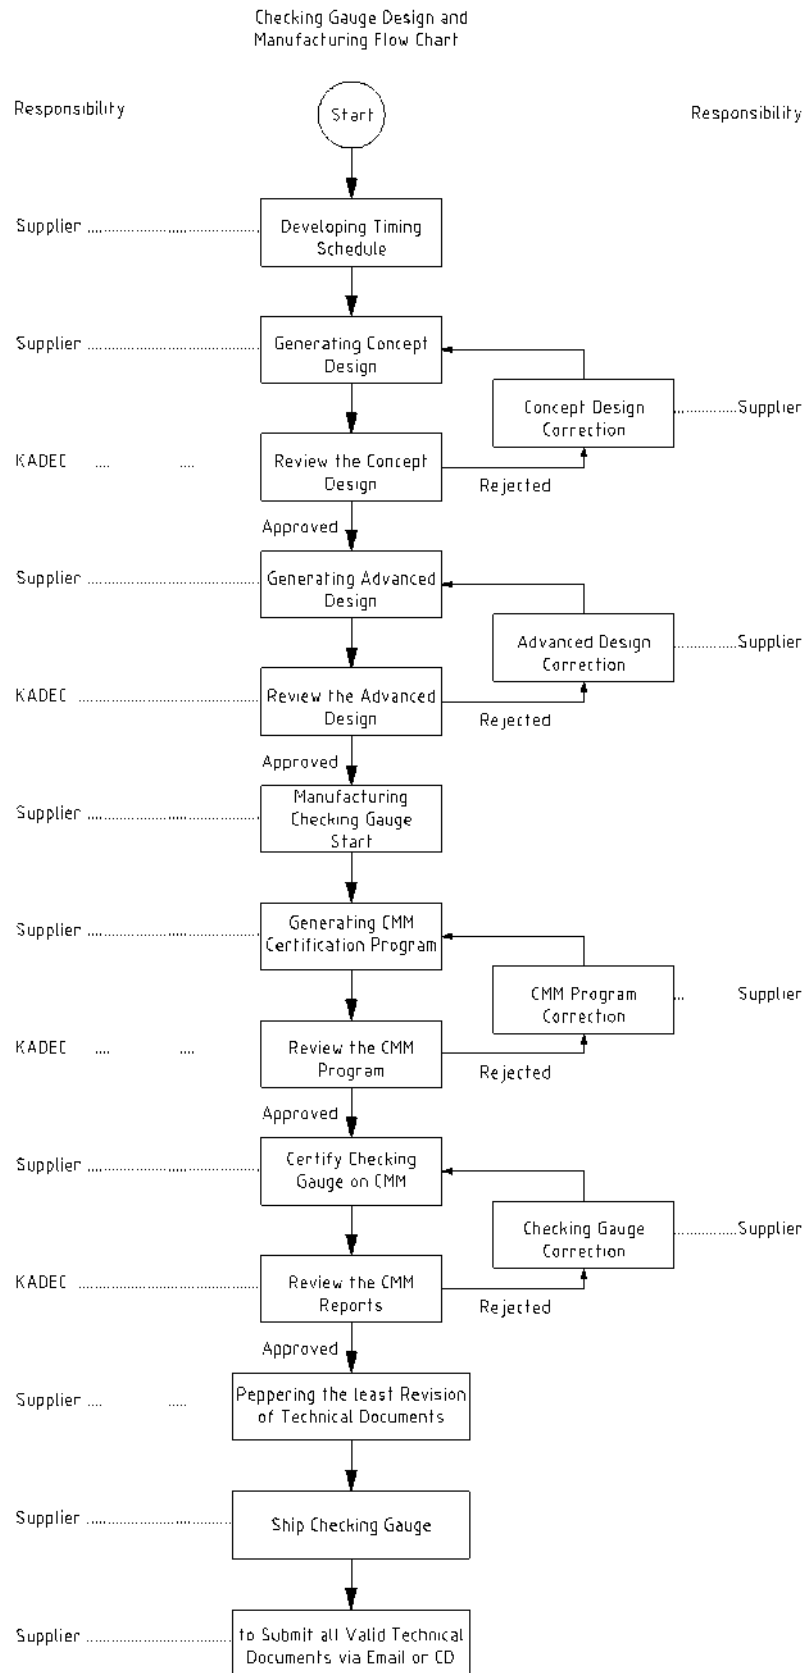 Checking Gauge Design and
Manufacturing Flow Chart
Responsibility
Start
Responsibility
Supplier
Developing Timing
Schedule
Supplier
Generating Concept
Design
Concept Design
Correction
Supplier
KADEC
Review the Concept
Design
Rejected
Approved
Supplier
Generating Advanced
Design
Advanced Design
Correction
Supplier
KADEC
Review the Advanced
Design
Rejected
Approved
Supplier
Manufacturing
Checking Gauge
Start
Supplier
Generating CMM
Certification Program
CMM Program
Correction
Supplier
KADEC
Review the CMM
Program
Rejected
Approved
Supplier
Certify Checking
Gauge on CMM
Checking Gauge
Correction
Supplier
KADEC
Review the CMM
Reports
Rejected
Approved
Supplier
Peppering the least Revision
of Technical Documents
Supplier
Ship Checking Gauge
Supplier
to Submit all Valid Technical
Documents via Email or CD